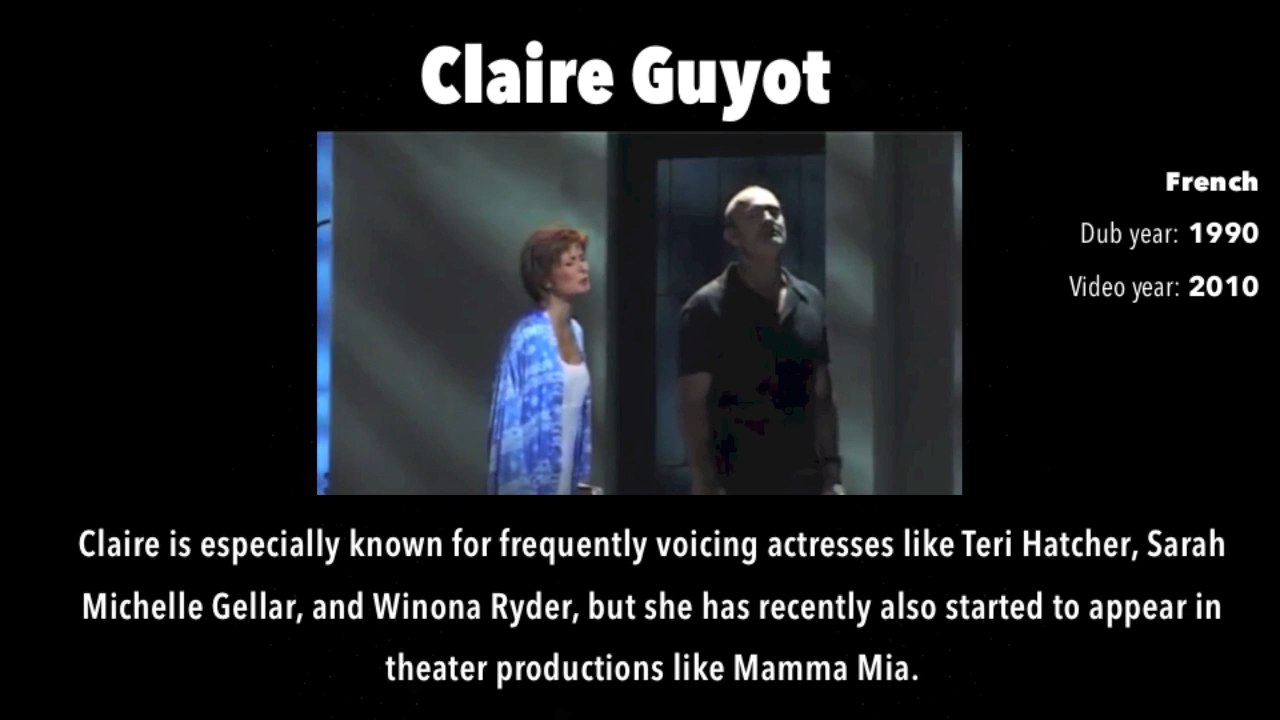 Claire Guyot
French
Dub year: 1990
Video year: 2010
Claire is especially known for frequently voicing actresses like Teri Hatcher, Sarah
Michelle Gellar, and Winona Ryder, but she has recently also started to appear in
theater productions like Mamma Mia.